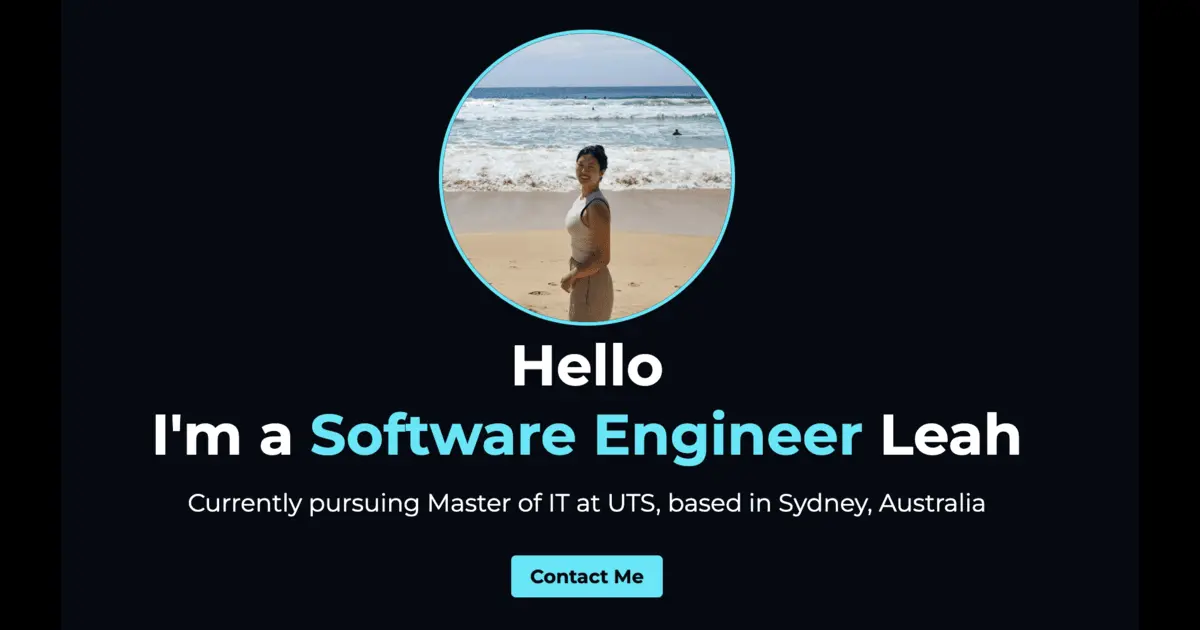 Hello
I'm a Software Engineer Leah
Currently pursuing Master of IT at UTS, based in Sydney, Australia
Contact Me